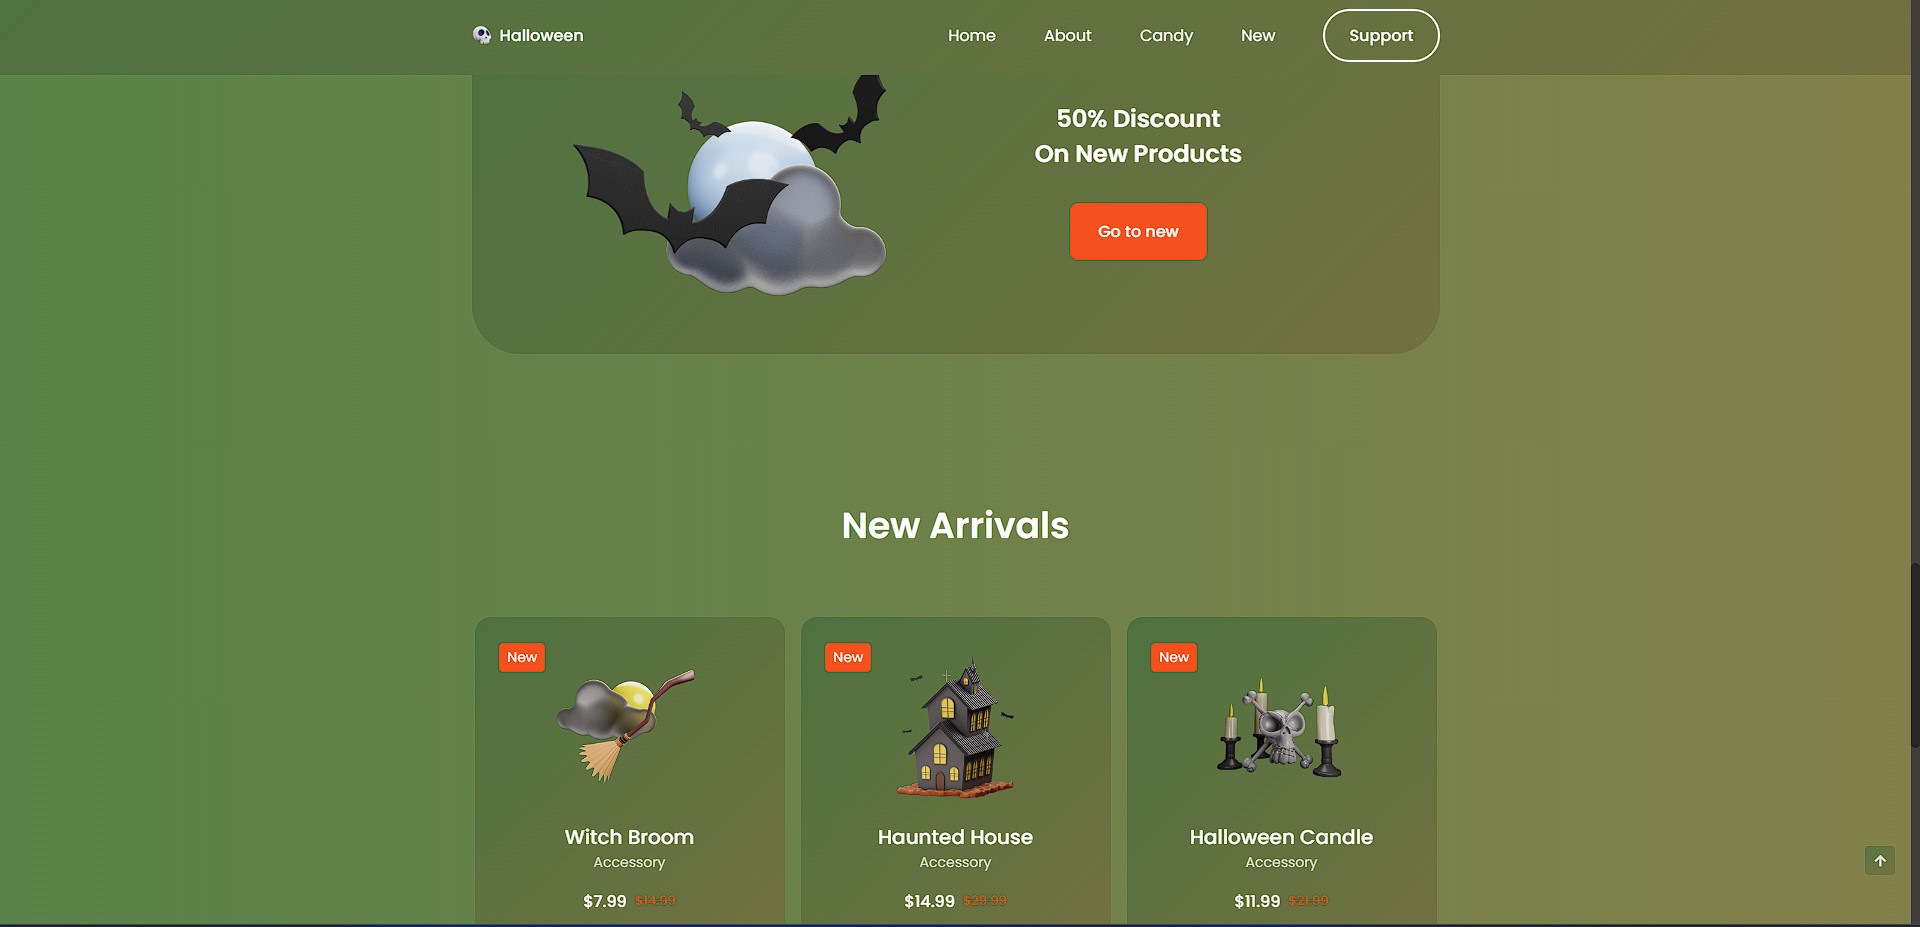 Halloween
Home About Candy New Support
50% Discount
On New Products
Go to new
New Arrivals
New New New
Witch Broom Haunted House Halloween Candle
Accessory Accessory Accessory
$7.99 $14.99 $14.99 $29.99 $11.99 $21.99